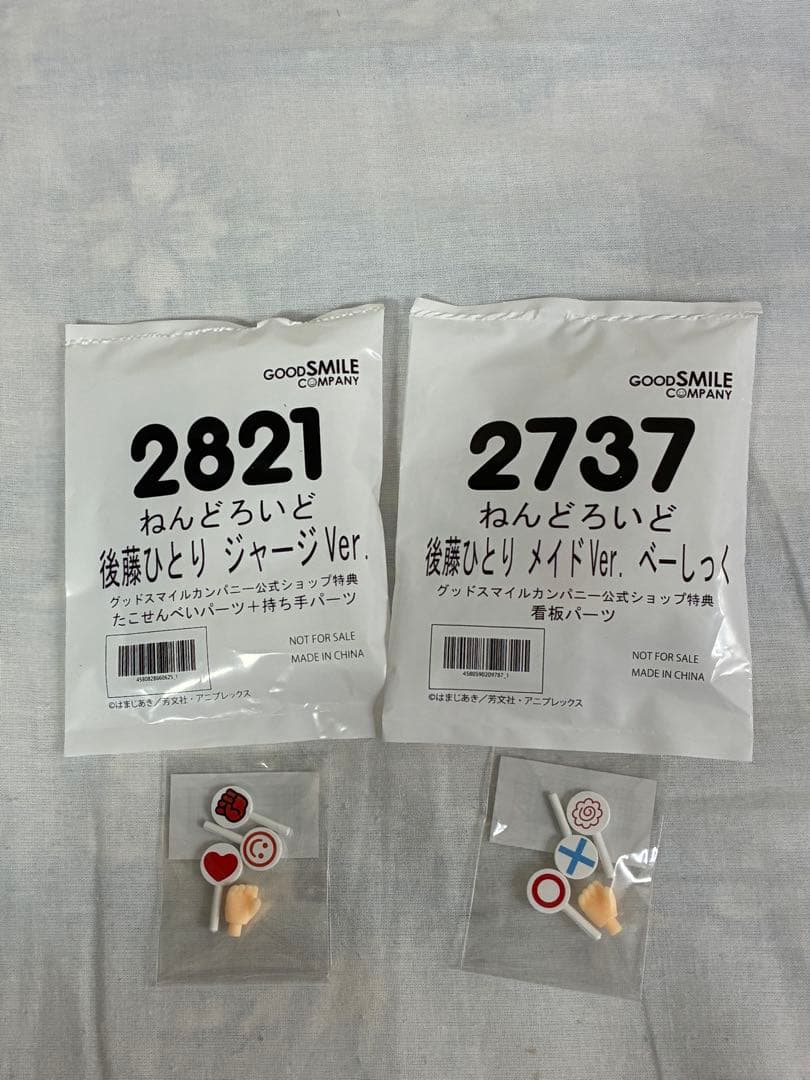 GOODSMILE
COMPANY
2821
ねんどろいど
後藤ひとり ジャージVer.
グッドスマイルカンパニー公式ショップ特典
たこせんべいパーツ＋持ち手パーツ
NOT FOR SALE
MADE IN CHINA
4580828660625_1
©はまじあき／芳文社・アニプレックス
GOODSMILE
COMPANY
2737
ねんどろいど
後藤ひとり メイドVer. べーしっく
グッドスマイルカンパニー公式ショップ特典
看板パーツ
NOT FOR SALE
MADE IN CHINA
4580590209787_1
©はまじあき／芳文社・アニプレックス